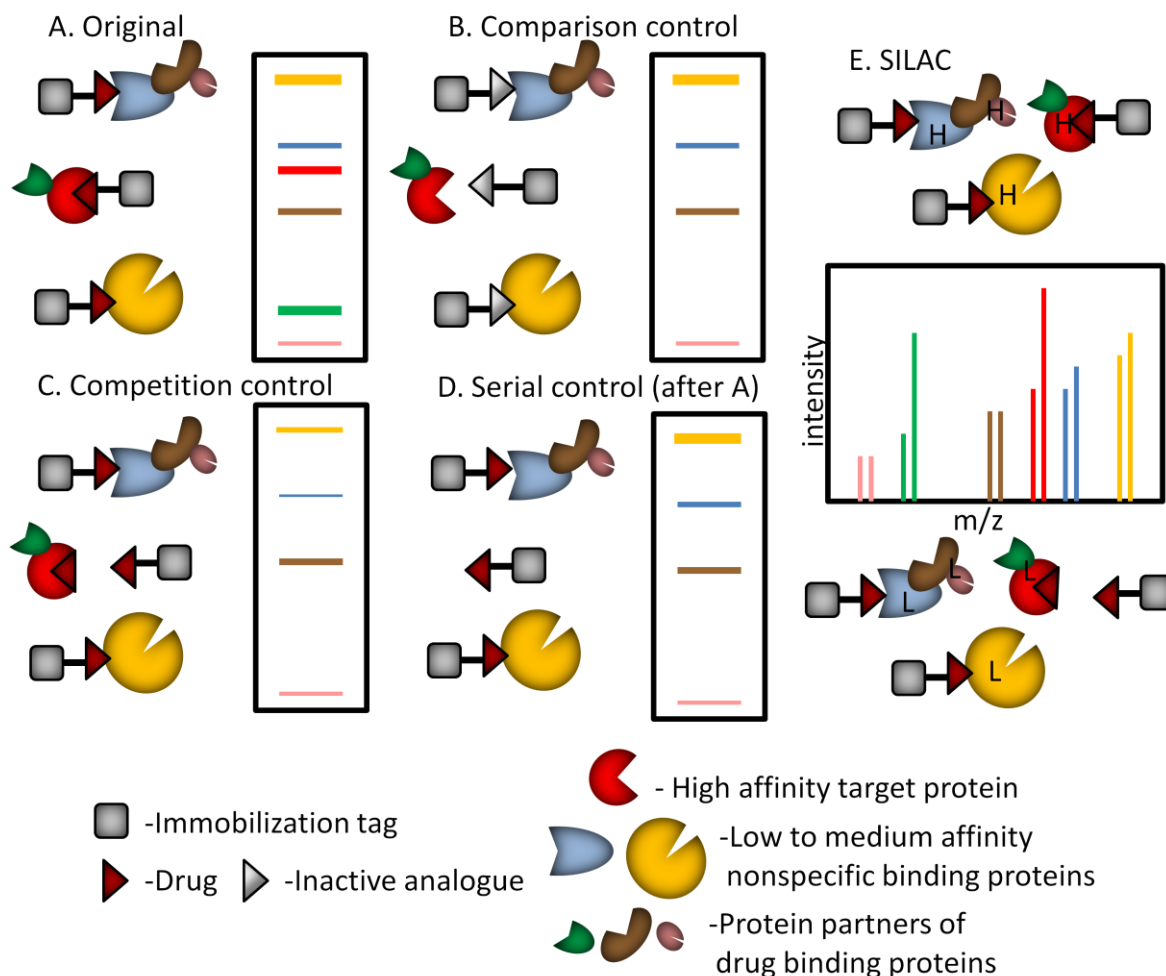 A. Original
B. Comparison control
C. Competition control
D. Serial control (after A)
E. SILAC
H
H
H
H
intensity
m/z
L
L
L
L
-Immobilization tag
-Drug
-Inactive analogue
- High affinity target protein
-Low to medium affinity
nonspecific binding proteins
-Protein partners of
drug binding proteins